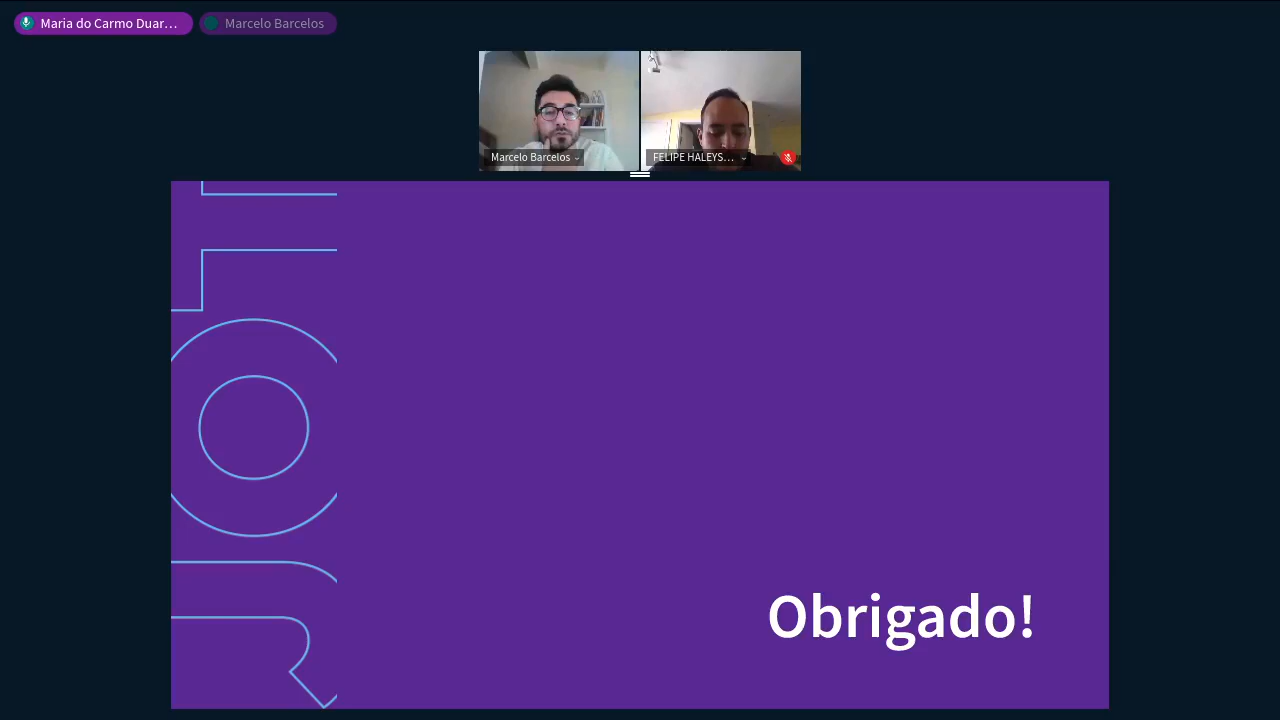 Maria do Carmo Duar...
Marcelo Barcelos
Marcelo Barcelos
FELIPE HALEYS...
Obrigado!